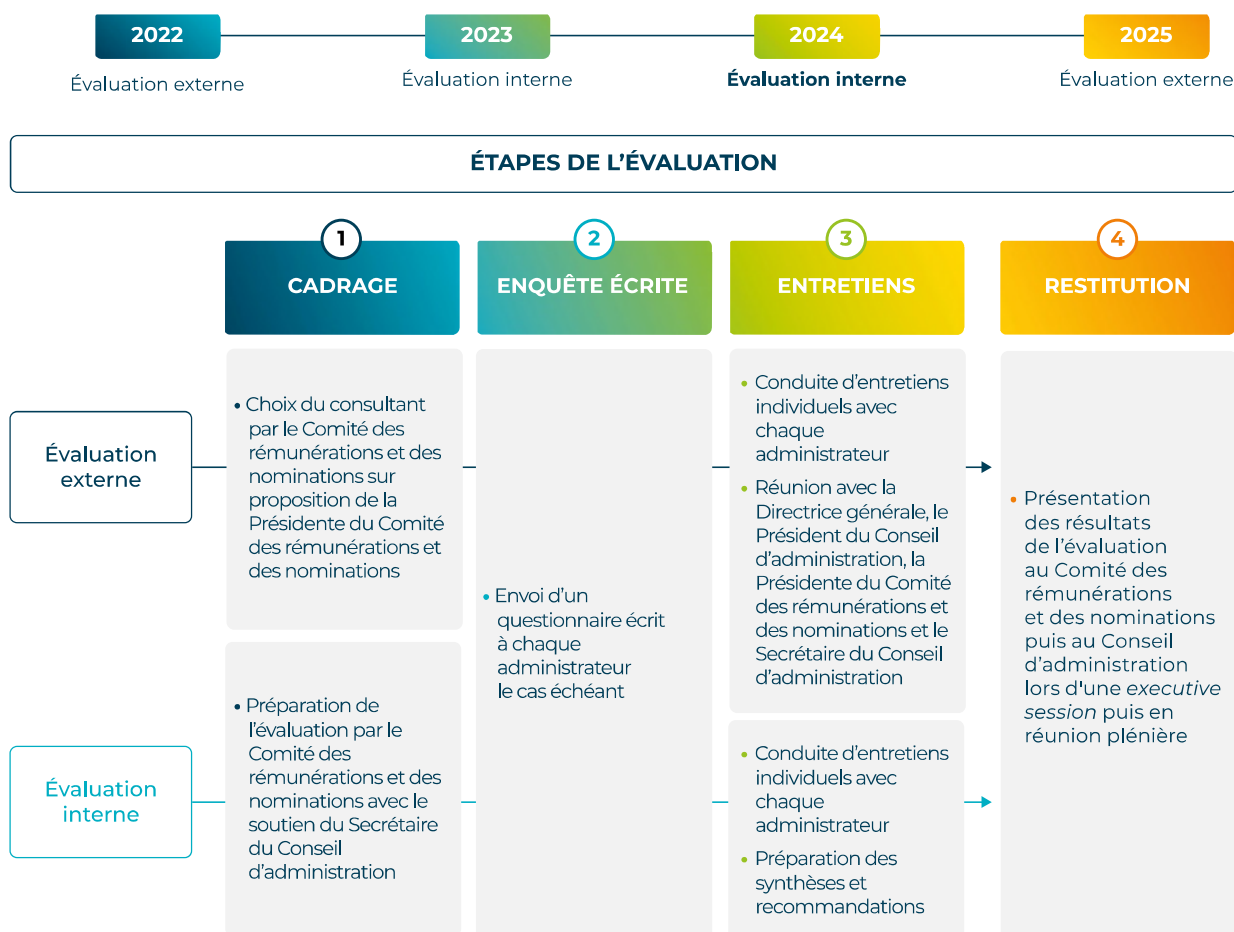 2022
2023
2024
2025
Évaluation externe
Évaluation interne
Évaluation interne
Évaluation externe
ÉTAPES DE L’ÉVALUATION
1
CADRAGE
2
ENQUÊTE ÉCRITE
3
ENTRETIENS
4
RESTITUTION
Évaluation
externe
• Choix du consultant
par le Comité des
rémunérations et des
nominations sur
proposition de la
Présidente du Comité
des rémunérations et
des nominations
• Envoi d’un
questionnaire écrit
à chaque
administrateur
le cas échéant
• Conduite d’entretiens
individuels avec
chaque
administrateur
• Réunion avec la
Directrice générale, le
Président du Conseil
d’administration, la
Présidente du Comité
des rémunérations et
des nominations et le
Secrétaire du Conseil
d’administration
• Présentation
des résultats
de l’évaluation
au Comité des
rémunérations
et des nominations
puis au Conseil
d’administration
lors d'une executive
session puis en
réunion plénière
Évaluation
interne
• Préparation de
l’évaluation par le
Comité des
rémunérations et des
nominations avec le
soutien du Secrétaire
du Conseil
d’administration
• Conduite d’entretiens
individuels avec
chaque
administrateur
• Préparation des
synthèses et
recommandations